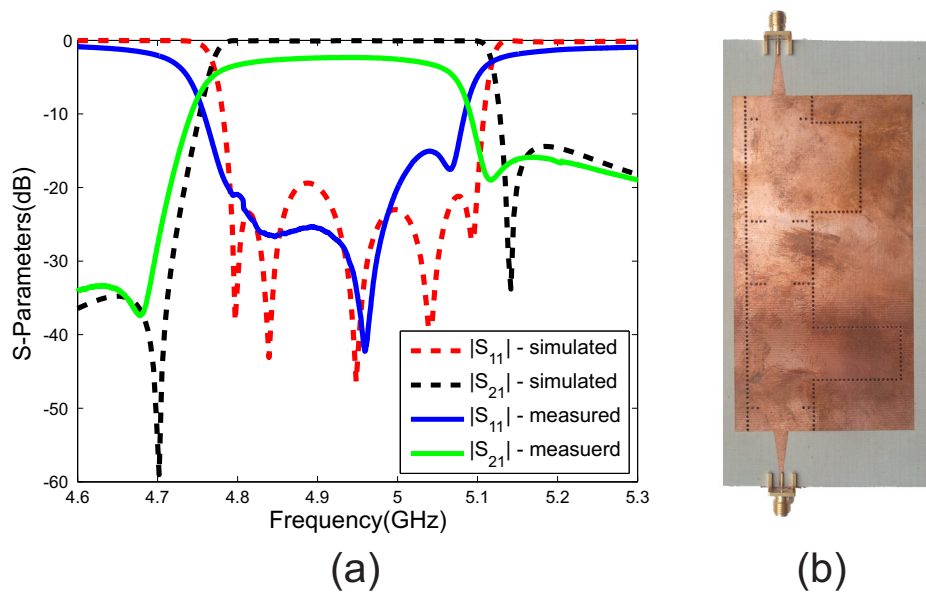 0
-10
-20
-30
-40
-50
-60
S-Parameters(dB)
|S11| - simulated
|S21| - simulated
|S11| - measured
|S21| - measuerd
4.6 4.7 4.8 4.9 5 5.1 5.2 5.3
Frequency(GHz)
(a) (b)